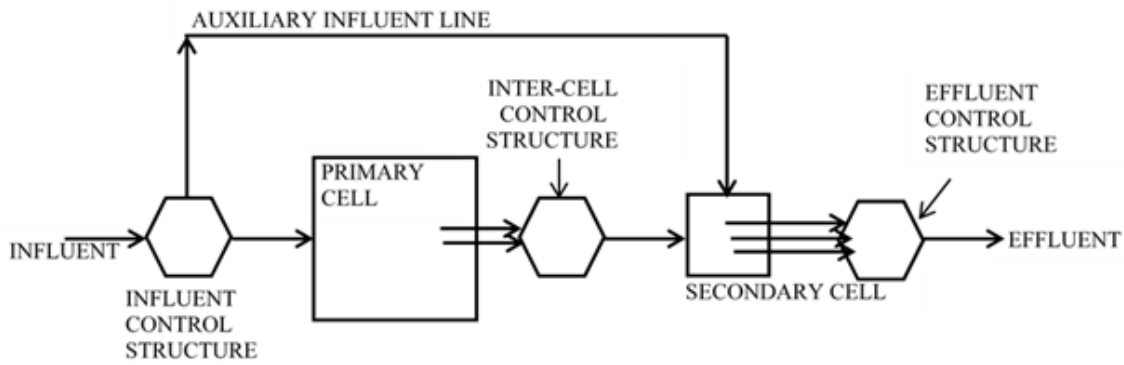 AUXILIARY INFLUENT LINE
INTER-CELL
CONTROL
STRUCTURE
EFFLUENT
CONTROL
STRUCTURE
PRIMARY
CELL
INFLUENT
EFFLUENT
INFLUENT
CONTROL
STRUCTURE
SECONDARY CELL